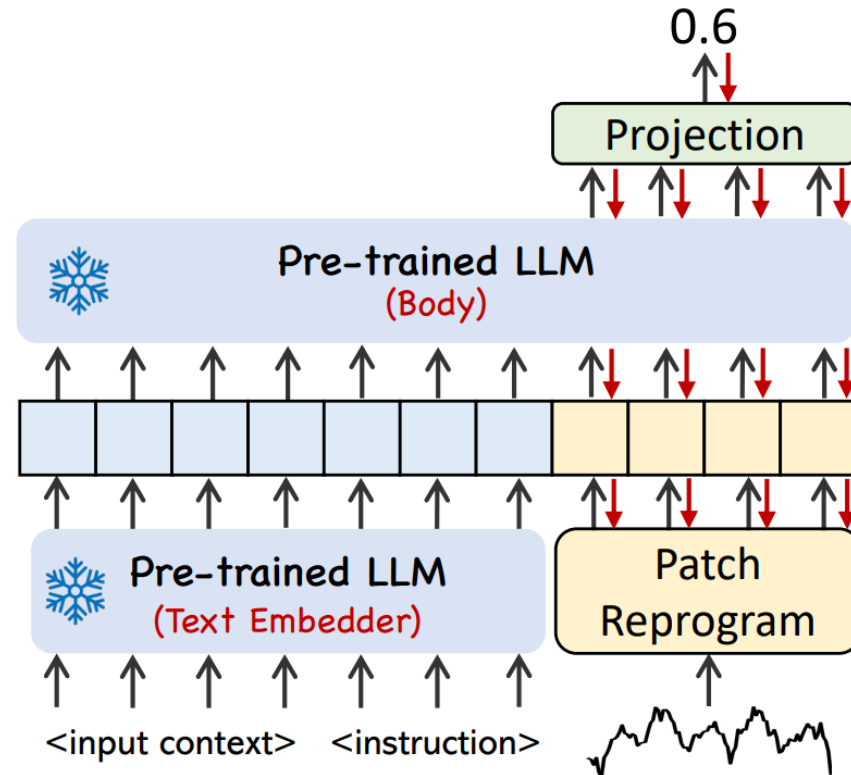 0.6
Projection
Pre-trained LLM
(Body)
Pre-trained LLM
(Text Embedder)
Patch
Reprogram
<input context> <instruction>